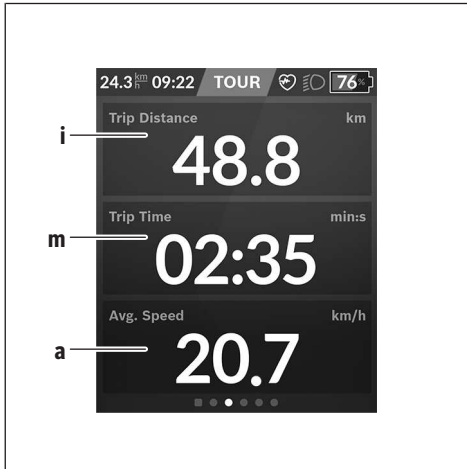 24.3 km/h 09:22 TOUR 76%
Trip Distance km
i
48.8
Trip Time min:s
m
02:35
Avg. Speed km/h
a
20.7